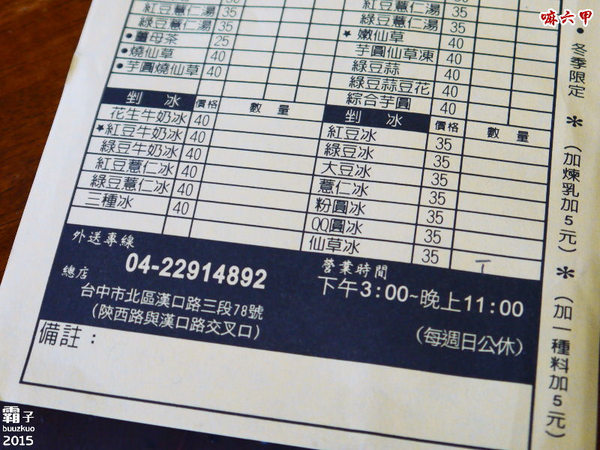 嘛六甲
紅豆薏仁湯 35
綠豆薏仁湯 35
●薑母茶 25
●燒仙草 40
●芋圓燒仙草 40
剉冰 價格 數量
花生牛奶冰 40
★紅豆牛奶冰 40
綠豆牛奶冰 40
紅豆薏仁冰 40
綠豆薏仁冰 40
三種冰 40
綠豆薏仁湯 35
★嫩仙草 40
芋圓仙草凍 40
綠豆蒜 40
綠豆蒜豆花 40
綜合芋圓 40
剉冰 價格 數量
紅豆冰 35
綠豆冰 35
大豆冰 35
薏仁冰 35
粉圓冰 35
QQ圓冰 35
仙草冰 35
●冬季限定 *(加煉乳加5元)*(加一種料加5元)
外送專線
04-22914892
總店
台中市北區漢口路三段78號
(陝西路與漢口路交叉口)
營業時間
下午3:00~晚上11:00
(每週日公休)
備註：
霸子
buuzkuo
2015